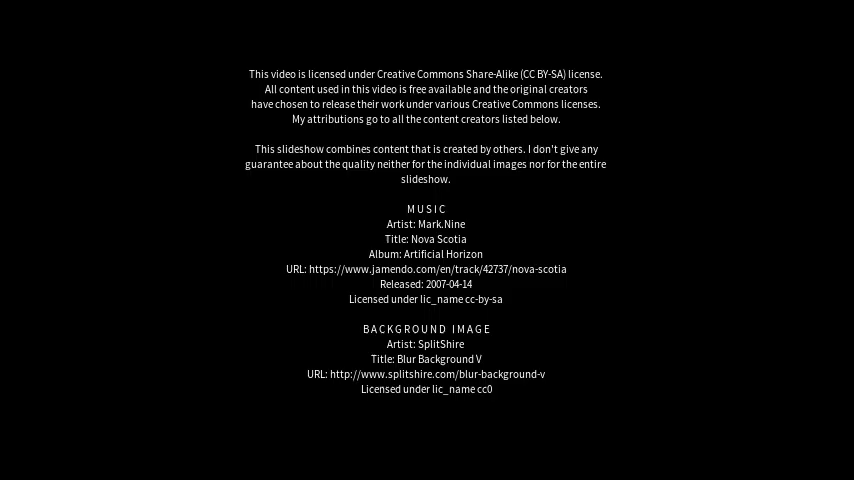 This video is licensed under Creative Commons Share-Alike (CC BY-SA) license.
All content used in this video is free available and the original creators
have chosen to release their work under various Creative Commons licenses.
My attributions go to all the content creators listed below.
This slideshow combines content that is created by others. I don't give any
guarantee about the quality neither for the individual images nor for the entire
slideshow.
MUSIC
Artist: Mark.Nine
Title: Nova Scotia
Album: Artificial Horizon
URL: https://www.jamendo.com/en/track/42737/nova-scotia
Released: 2007-04-14
Licensed under lic_name cc-by-sa
BACKGROUND IMAGE
Artist: SplitShire
Title: Blur Background V
URL: http://www.splitshire.com/blur-background-v
Licensed under lic_name cc0